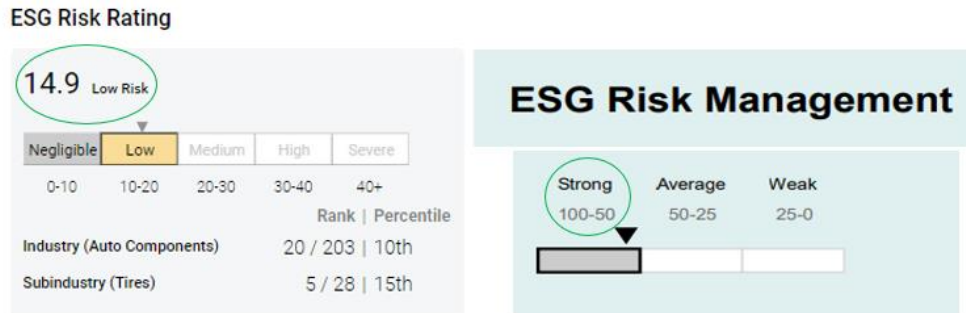 ESG Risk Rating
14.9 Low Risk
Negligible Low Medium High Severe
0-10 10-20 20-30 30-40 40+
Rank | Percentile
Industry (Auto Components) 20 / 203 | 10th
Subindustry (Tires) 5 / 28 | 15th
ESG Risk Management
Strong Average Weak
100-50 50-25 25-0